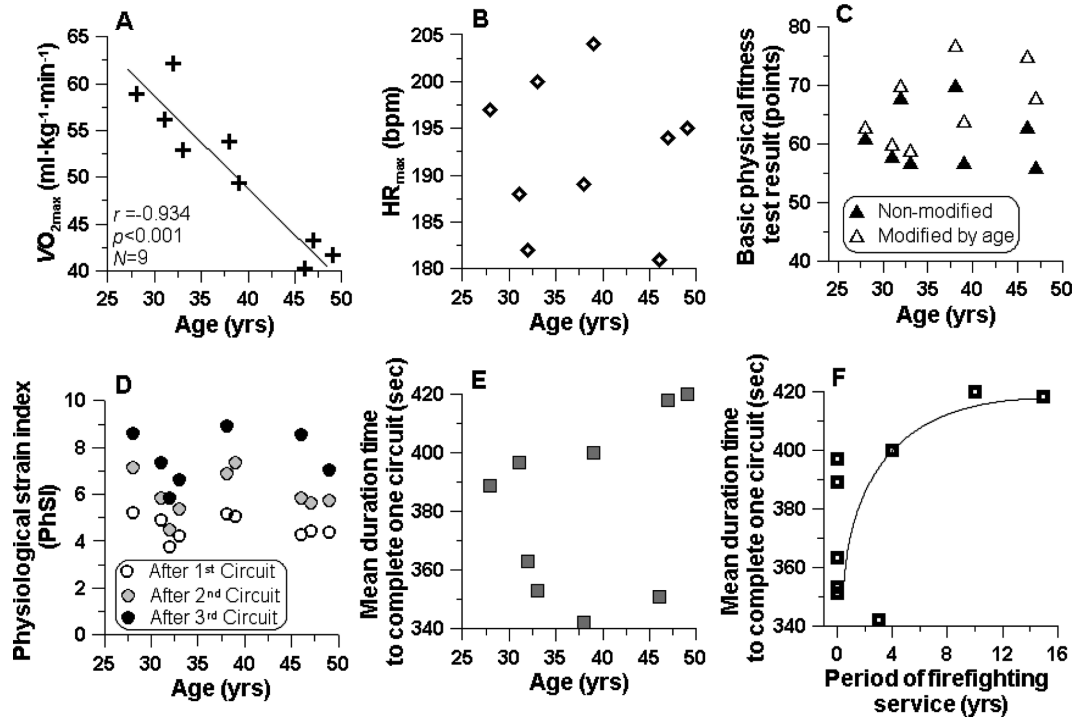 A
V̇O2max (ml·kg-1·min-1)
65
60
55
50
45
40
r =-0.934
p<0.001
N=9
25 30 35 40 45 50
Age (yrs)
B
HRmax (bpm)
205
200
195
190
185
180
25 30 35 40 45 50
Age (yrs)
C
Basic physical fitness
test result (points)
80
70
60
50
40
Non-modified
Modified by age
25 30 35 40 45 50
Age (yrs)
D
Physiological strain index
(PhSI)
10
8
6
4
2
0
After 1st Circuit
After 2nd Circuit
After 3rd Circuit
25 30 35 40 45 50
Age (yrs)
E
Mean duration time
to complete one circuit (sec)
420
400
380
360
340
25 30 35 40 45 50
Age (yrs)
F
Mean duration time
to complete one circuit (sec)
420
400
380
360
340
0 4 8 12 16
Period of firefighting
service (yrs)